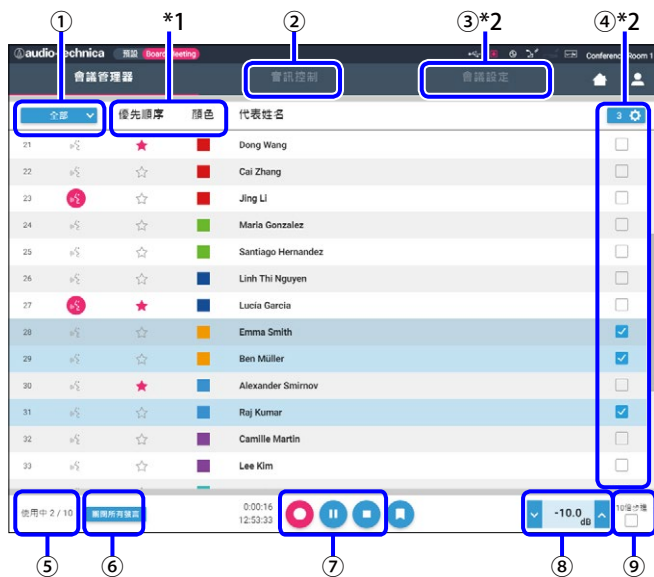 ① *1 ② ③*2 ④*2
audio-technica 預設 Board Meeting Conference Room 1
會議管理器 音訊控制 會議設定
全部 優先順序 顏色 代表姓名 3
21 Dong Wang
22 Cai Zhang
23 Jing Li
24 Maria Gonzalez
25 Santiago Hernandez
26 Linh Thi Nguyen
27 Lucía Garcia
28 Emma Smith
29 Ben Müller
30 Alexander Smirnov
31 Raj Kumar
32 Camille Martin
33 Lee Kim
使用中 2 / 10 關閉所有發言 0:00:16 -10.0 10個步進
12:53:33 dB
⑤ ⑥ ⑦ ⑧ ⑨